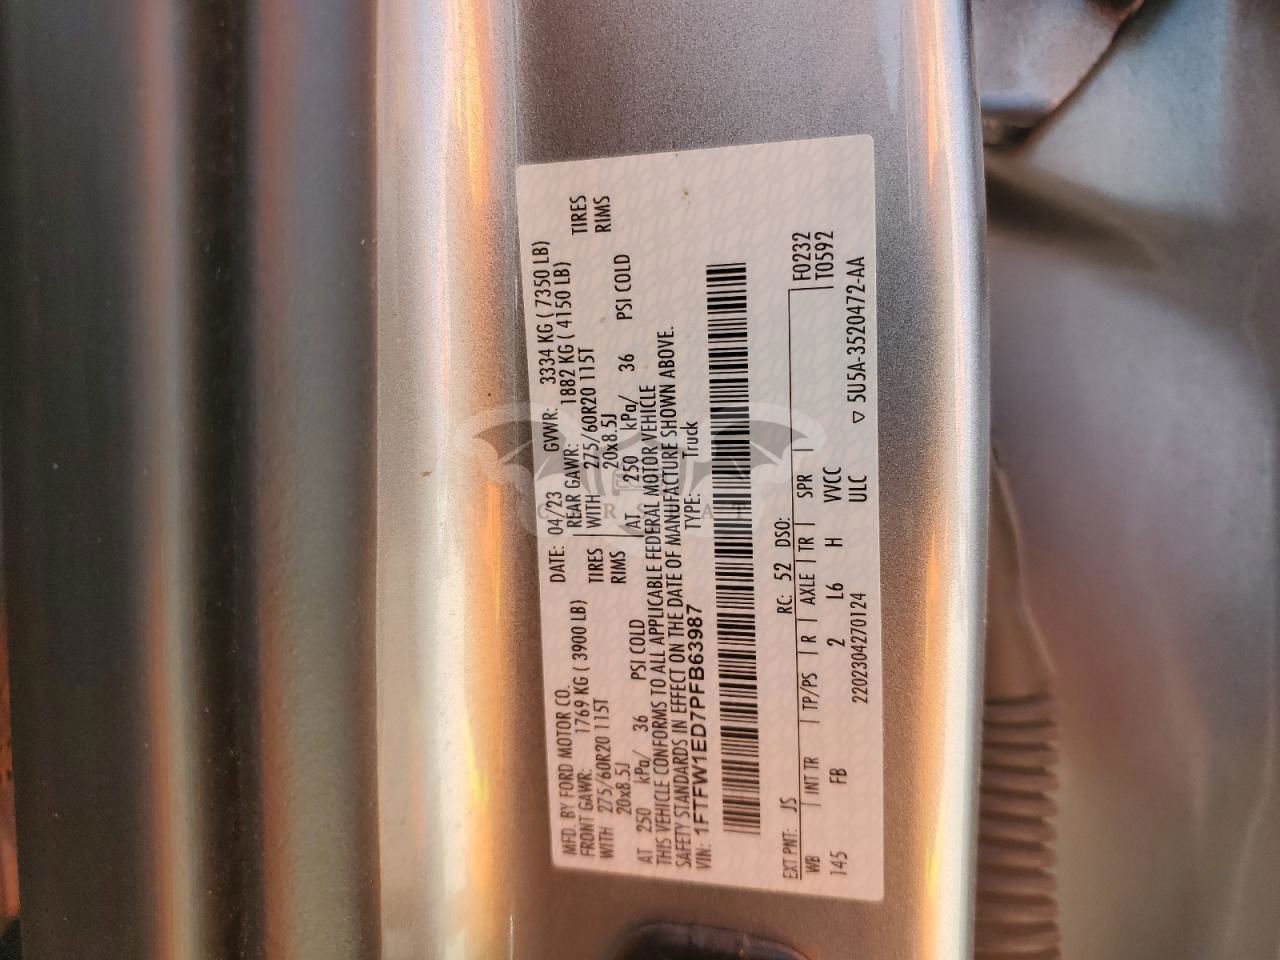 MFD. BY FORD MOTOR CO.
DATE: 04/23 GVWR: 3334 KG ( 7350 LB)
FRONT GAWR: 1769 KG ( 3900 LB)
REAR GAWR: 1882 KG ( 4150 LB)
WITH 275/60R20 115T TIRES
WITH 275/60R20 115T TIRES
20x8.5J RIMS
20x8.5J RIMS
AT 250 kPa/ 36 PSI COLD
AT 250 kPa/ 36 PSI COLD
THIS VEHICLE CONFORMS TO ALL APPLICABLE FEDERAL MOTOR VEHICLE
SAFETY STANDARDS IN EFFECT ON THE DATE OF MANUFACTURE SHOWN ABOVE.
VIN: 1FTFW1ED7PFB63987 TYPE: Truck
EXT PNT: JS RC: 52 DSO: F0232
WB INT TR TP/PS R AXLE TR SPR T0592
145 FB 2 L6 H VVCC
2202304270124 ULC ▽ 5U5A-3520472-AA